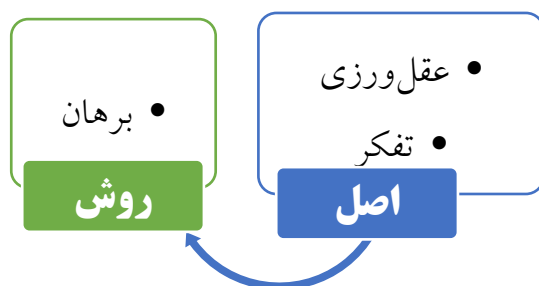 • عقل‌ورزی
• تفکر
اصل
• برهان
روش